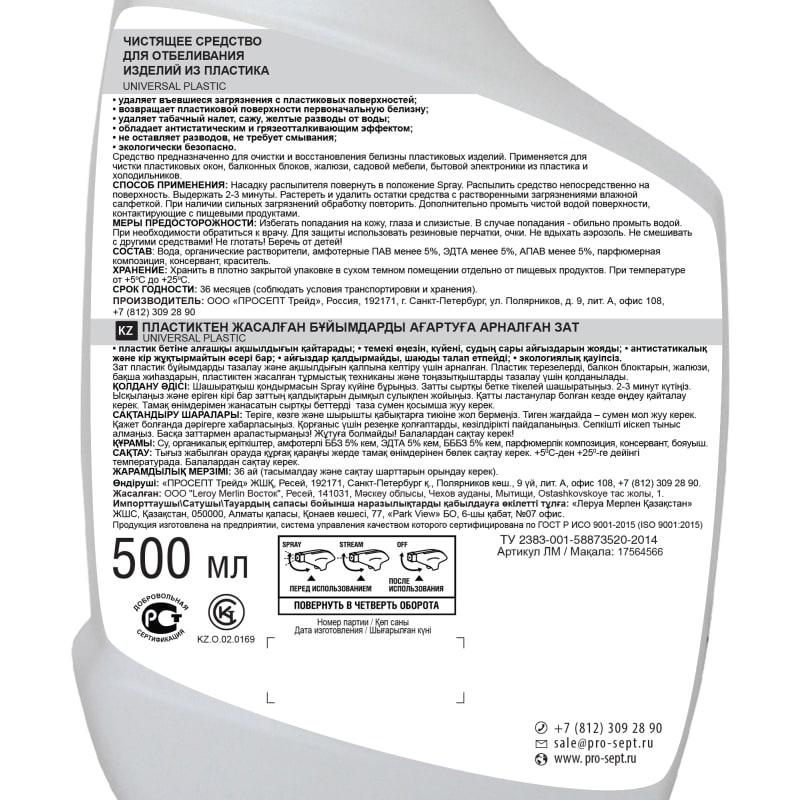 ЧИСТЯЩЕЕ СРЕДСТВО
ДЛЯ ОТБЕЛИВАНИЯ
ИЗДЕЛИЙ ИЗ ПЛАСТИКА
UNIVERSAL PLASTIC
• удаляет въевшиеся загрязнения с пластиковых поверхностей;
• возвращает пластиковой поверхности первоначальную белизну;
• удаляет табачный налет, сажу, желтые разводы от воды;
• обладает антистатическим и грязеотталкивающим эффектом;
• не оставляет разводов, не требует смывания;
• экологически безопасно.
Средство предназначенно для очистки и восстановления белизны пластиковых изделий. Применяется для
чистки пластиковых окон, балконных блоков, жалюзи, садовой мебели, бытовой электроники из пластика и
холодильников.
СПОСОБ ПРИМЕНЕНИЯ: Насадку распылителя повернуть в положение Spray. Распылить средство непосредственно на
поверхность. Выдержать 2-3 минуты. Растереть и удалить остатки средства с растворенными загрязнениями влажной
салфеткой. При наличии сильных загрязнений обработку повторить. Дополнительно промыть чистой водой поверхности,
контактирующие с пищевыми продуктами.
МЕРЫ ПРЕДОСТОРОЖНОСТИ: Избегать попадания на кожу, глаза и слизистые. В случае попадания - обильно промыть водой.
При необходимости обратиться к врачу. Для защиты использовать резиновые перчатки, очки. Не вдыхать аэрозоль. Не смешивать
с другими средствами! Не глотать! Беречь от детей!
СОСТАВ: Вода, органические растворители, амфотерные ПАВ менее 5%, ЭДТА менее 5%, АПАВ менее 5%, парфюмерная
композиция, консервант, краситель.
ХРАНЕНИЕ: Хранить в плотно закрытой упаковке в сухом темном помещении отдельно от пищевых продуктов. При температуре
от +5°С до +25°С.
СРОК ГОДНОСТИ: 36 месяцев (соблюдать условия транспортировки и хранения).
ПРОИЗВОДИТЕЛЬ: ООО «ПРОСЕПТ Трейд», Россия, 192171, г. Санкт-Петербург, ул. Полярников, д. 9, лит. А, офис 108,
+7 (812) 309 28 90
KZ ПЛАСТИКТЕН ЖАСАЛҒАН БҰЙЫМДАРДЫ АҒАРТУҒА АРНАЛҒАН ЗАТ
UNIVERSAL PLASTIC
• пластик бетіне алғашқы ақшылдығын қайтарады; • темекі өңезін, күйені, судың сары айғыздарын жояды; • антистатикалық
және кір жұқтырмайтын әсері бар; • айғыздар қалдырмайды, шаюды талап етпейді; • экологиялық қауіпсіз.
Зат пластик бұйымдарды тазалау және ақшылдығын қалпына келтіру үшін арналған. Пластик терезелерді, балкон блоктарын, жалюзи,
бақша жиһаздарын, пластиктен жасалған тұрмыстық техниканы және тоңазытқыштарды тазалау үшін қолданылады.
ҚОЛДАНУ ӘДІСІ: Шашыратқыш қондырмасын Spray күйіне бұрыңыз. Затты сыртқы бетке тікелей шашыратыңыз. 2-3 минут күтіңіз.
Ысқылаңыз және еріген кірі бар заттың қалдықтарын дымқыл сулықпен жойыңыз. Қатты ластанулар болған кезде өңдеу қайталау
керек. Тамақ өнімдерімен жанасатын сыртқы беттерді таза сумен қосымша жуу керек.
САҚТАНДЫРУ ШАРАЛАРЫ: Теріге, көзге және шырышты қабықтарға тиюіне жол бермеңіз. Тиген жағдайда – сумен мол жуу керек.
Қажет болғанда дәрігерге хабарласыңыз. Қорғаныс үшін резеңке қолғаптарды, көзілдірікті пайдаланыңыз. Сепкішті иіскеп тыныс
алмаңыз. Басқа заттармен араластырмаңыз! Жұтуға болмайды! Балалардан сақтау керек!
ҚҰРАМЫ: Су, органикалық еріткіштер, амфотерлі ББЗ 5% кем, ЭДТА 5% кем, БББЗ 5% кем, парфюмерлік композиция, консервант, бояуыш.
САҚТАУ: Тығыз жабылған орауда құрғақ қараңғы жерде тамақ өнімдерінен бөлек сақтау керек. +5°С-ден +25°-ге дейінгі
температурада. Балалардан сақтау керек.
ЖАРАМДЫЛЫҚ МЕРЗІМІ: 36 ай (тасымалдау және сақтау шарттарын орындау керек).
Өндіруші: «ПРОСЕПТ Трейд» ЖШҚ, Ресей, 192171, Санкт-Петербург қ., Полярников көш., 9 үй, лит. А, офис 108, +7 (812) 309 28 90.
Жасалған: ООО "Leroy Merlin Восток", Ресей, 141031, Мәскеу облысы, Чехов ауданы, Мытищи, Ostashkovskoye тас жолы, 1.
Импорттаушы\Сатушы\Тауардың сапасы бойынша наразылықтарды қабылдауға өкілетті тұлға: «Леруа Мерлен Қазақстан»
ЖШС, Қазақстан, 050000, Алматы қаласы, Қонаев көшесі, 77, «Park View» БО, 6-шы қабат, №07 офис.
Продукция изготовлена на предприятии, система управления качеством которого сертифицирована по ГОСТ Р ИСО 9001-2015 (ISO 9001:2015)
500 мл
SPRAY STREAM OFF
ПЕРЕД ИСПОЛЬЗОВАНИЕМ
ПОСЛЕ ИСПОЛЬЗОВАНИЯ
ПОВЕРНУТЬ В ЧЕТВЕРТЬ ОБОРОТА
ТУ 2383-001-58873520-2014
Артикул ЛМ / Мақала: 17564566
ДОБРОВОЛЬНАЯ
РСТ
СЕРТИФИКАЦИЯ
KZ.O.02.0169
Номер партии / Көп саны
Дата изготовления / Шығарылған күні
+7 (812) 309 28 90
sale@pro-sept.ru
www.pro-sept.ru